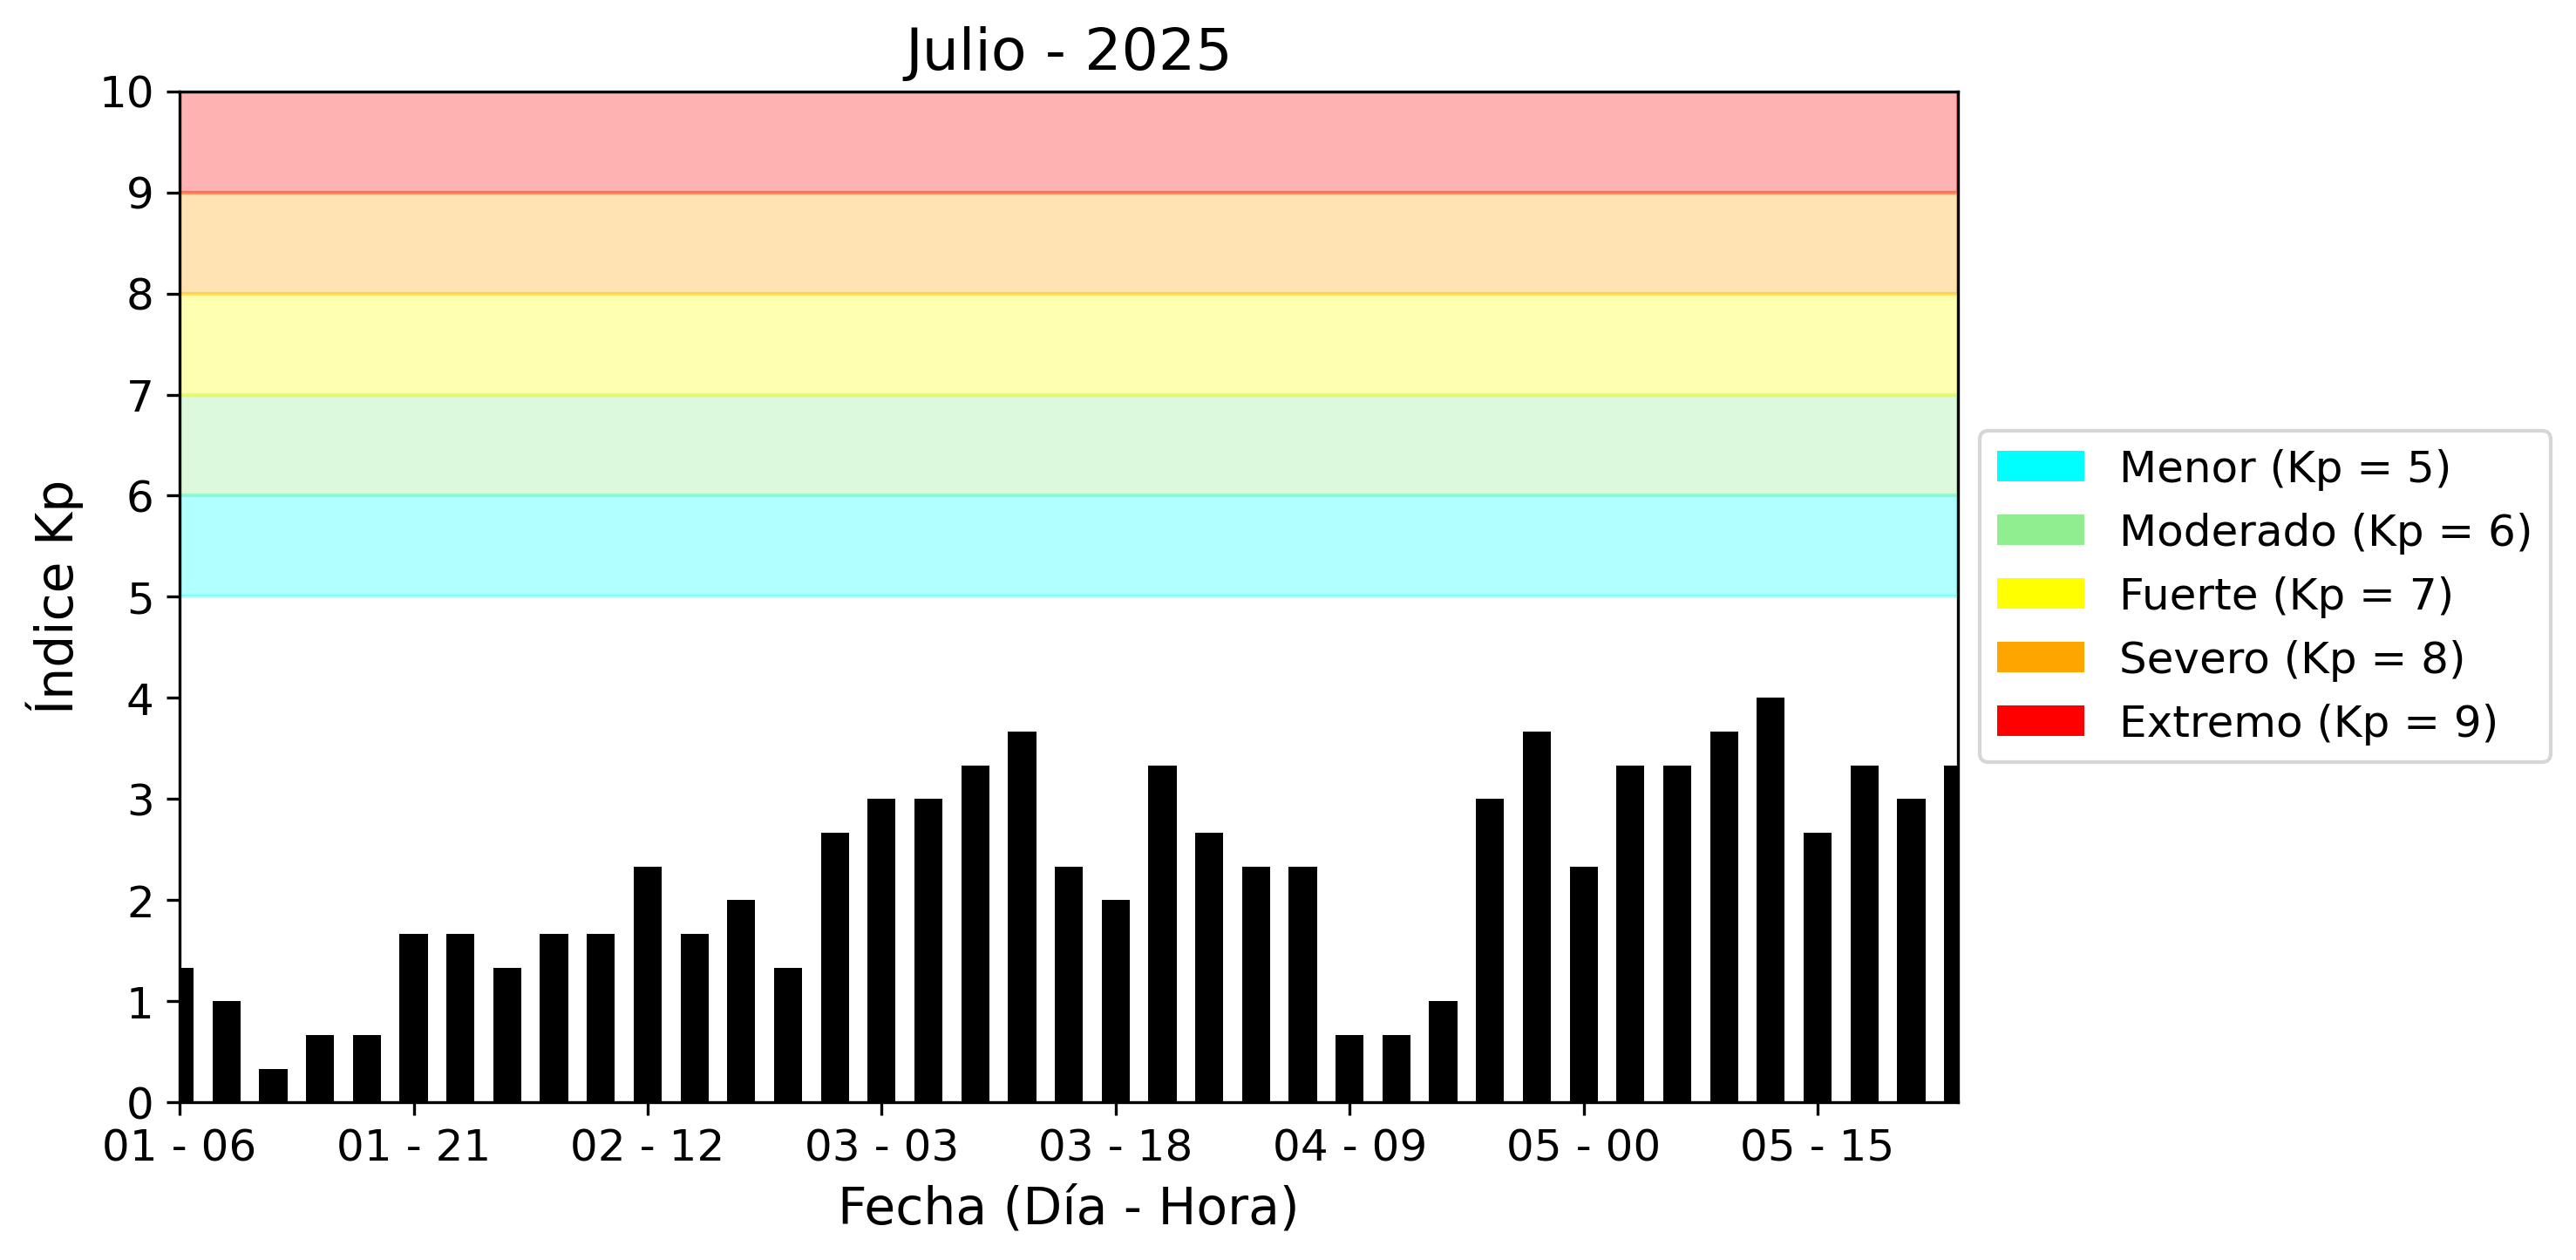 Julio - 2025
10
9
8
7
6
5
4
3
2
1
0
Índice Kp
01 - 06
01 - 21
02 - 12
03 - 03
03 - 18
04 - 09
05 - 00
05 - 15
Fecha (Día - Hora)
Menor (Kp = 5)
Moderado (Kp = 6)
Fuerte (Kp = 7)
Severo (Kp = 8)
Extremo (Kp = 9)